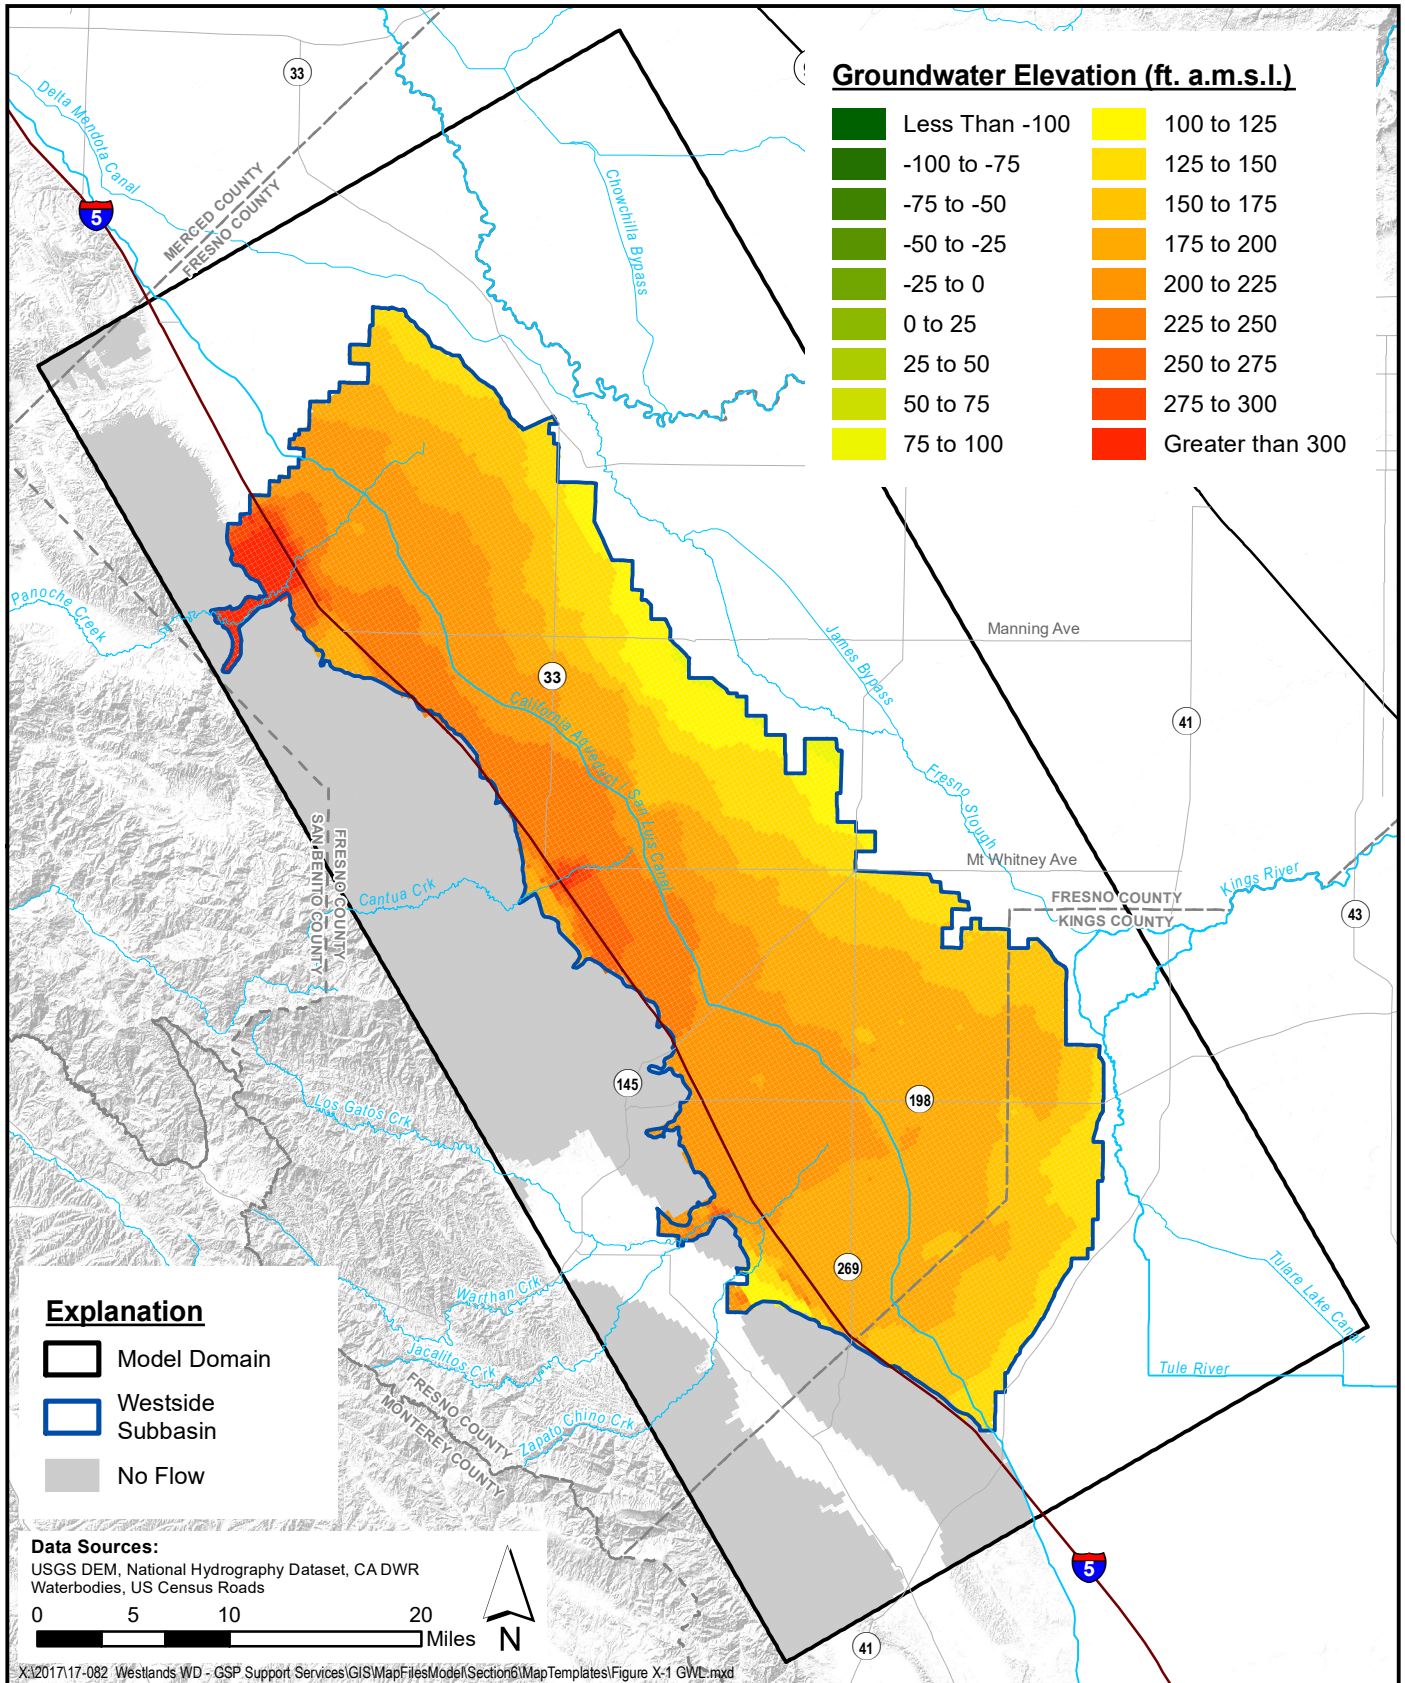 Groundwater Elevation (ft. a.m.s.l.)
Less Than -100
-100 to -75
-75 to -50
-50 to -25
-25 to 0
0 to 25
25 to 50
50 to 75
75 to 100
100 to 125
125 to 150
150 to 175
175 to 200
200 to 225
225 to 250
250 to 275
275 to 300
Greater than 300
33
Delta Mendota Canal
5
MERCED COUNTY
FRESNO COUNTY
Chowchilla Bypass
Panoche Creek
Manning Ave
James Bypass
33
41
California Aqueduct / San Luis Canal
Fresno Slough
SAN BENITO COUNTY
FRESNO COUNTY
Cantua Crk
Mt Whitney Ave
Kings River
FRESNO COUNTY
KINGS COUNTY
43
145
198
Los Gatos Crk
269
Warthan Crk
Tulare Lake Canal
Jacalitos Crk
Tule River
FRESNO COUNTY
MONTEREY COUNTY
Zapato Chino Crk
5
41
Explanation
Model Domain
Westside
Subbasin
No Flow
Data Sources:
USGS DEM, National Hydrography Dataset, CA DWR
Waterbodies, US Census Roads
0 5 10 20
Miles
N
X:\2017\17-082 Westlands WD - GSP Support Services\GIS\MapFilesModel\Section6\MapTemplates\Figure X-1 GWL.mxd